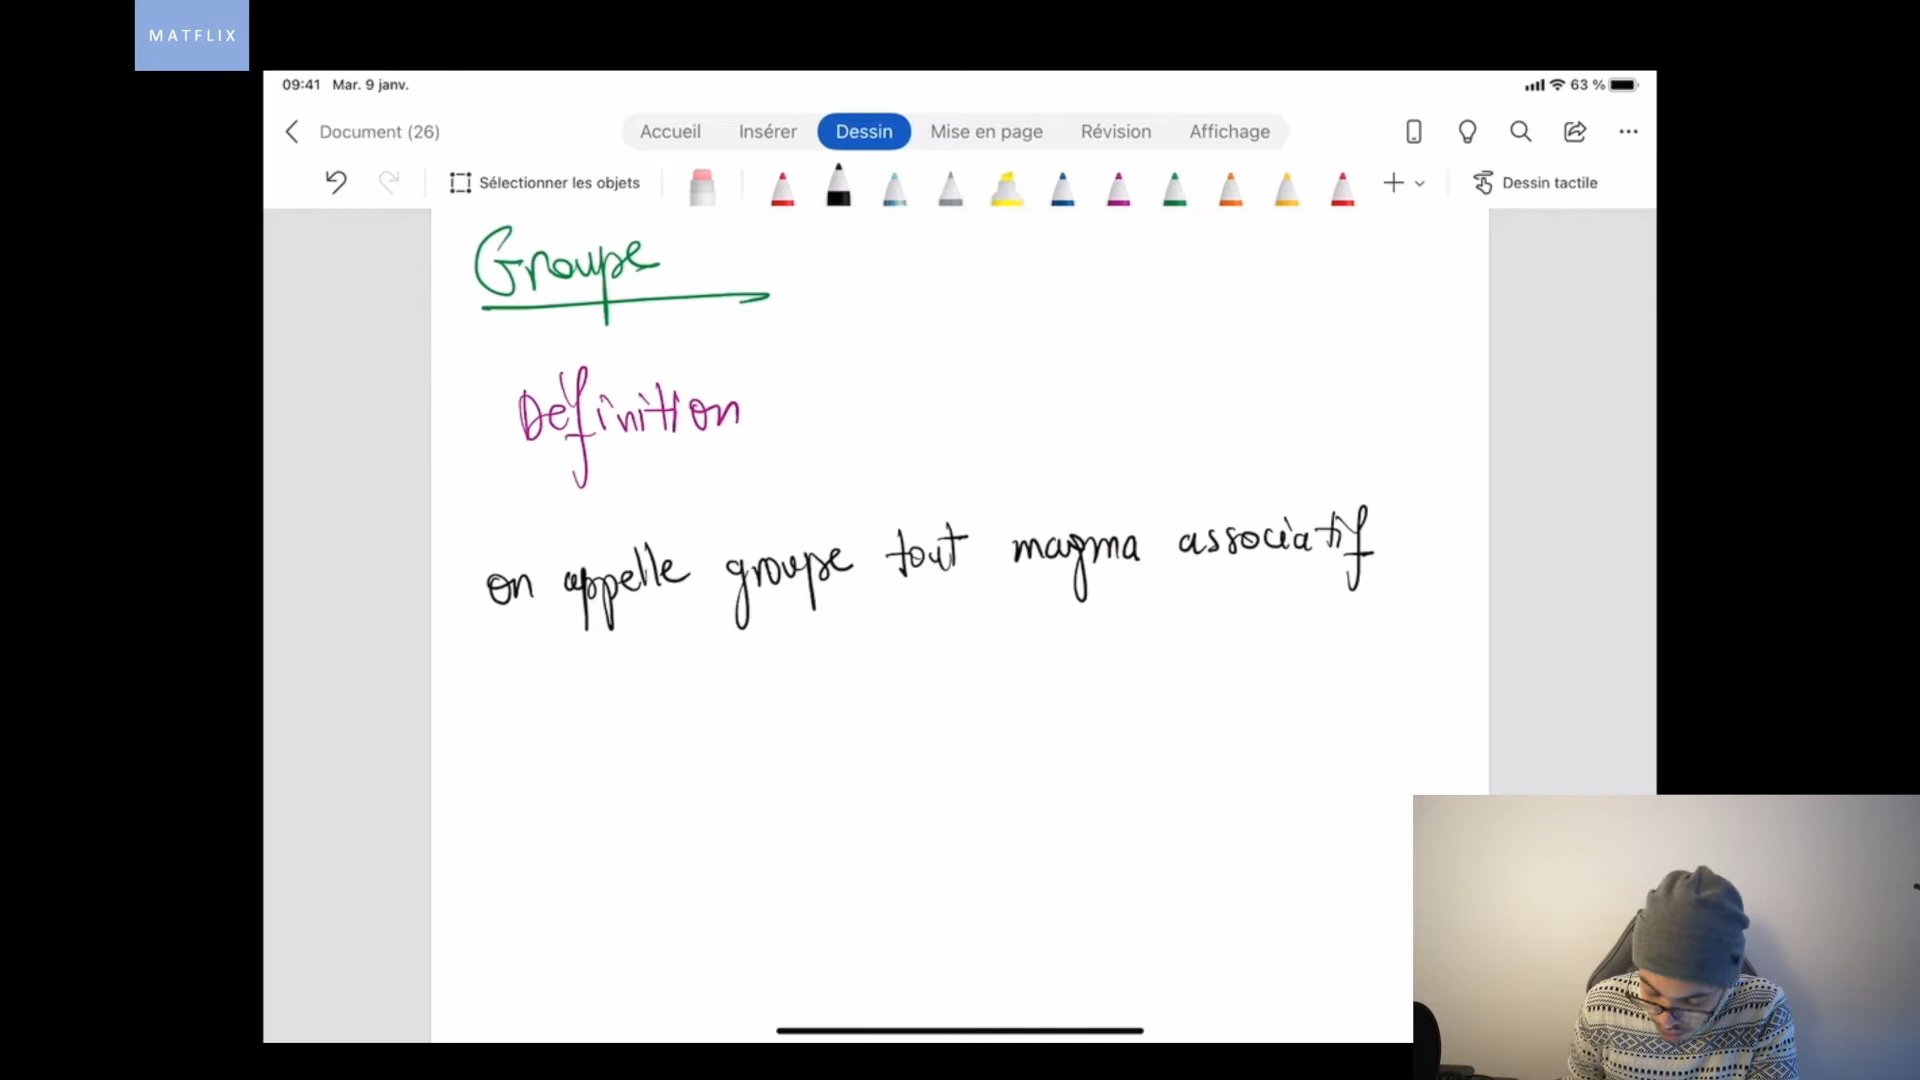 MATFLIX
09:41 Mar. 9 janv.
63 %
Document (26)
Accueil Insérer Dessin Mise en page Révision Affichage
Sélectionner les objets
Dessin tactile
Groupe
Définition
on appelle groupe tout magma associatif